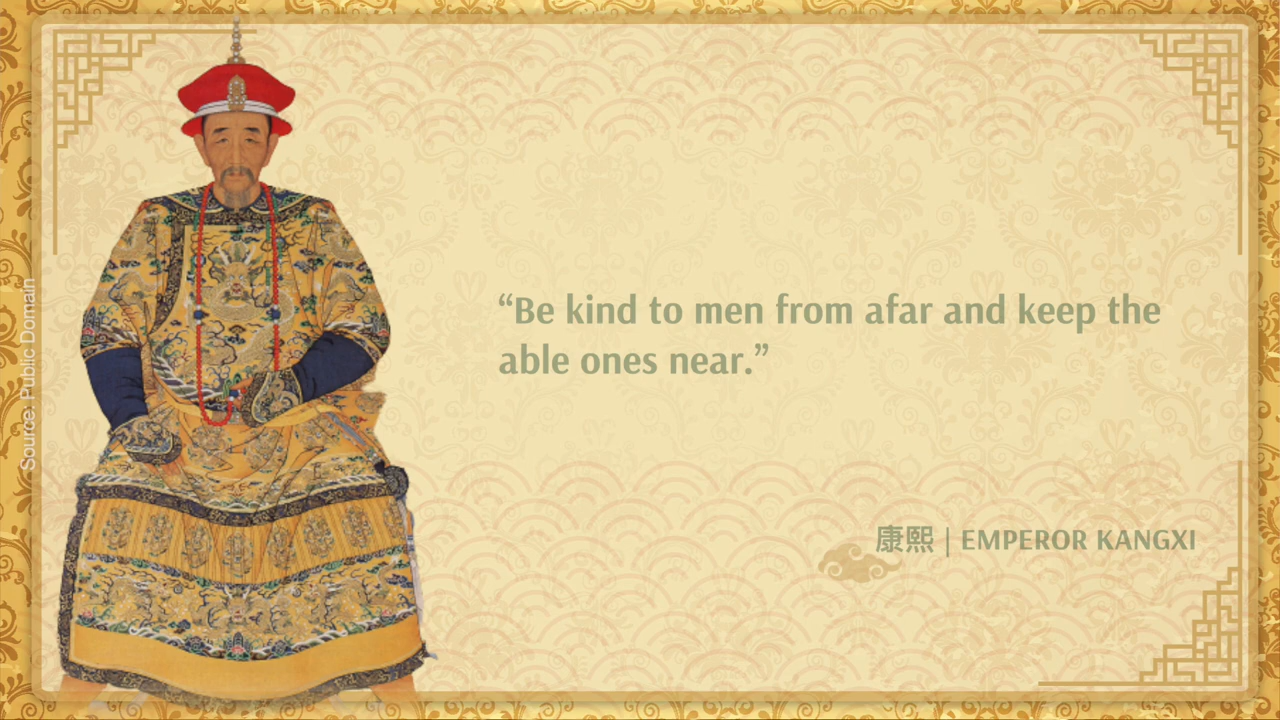 Source: Public Domain
“Be kind to men from afar and keep the
able ones near.”
康熙 | EMPEROR KANGXI